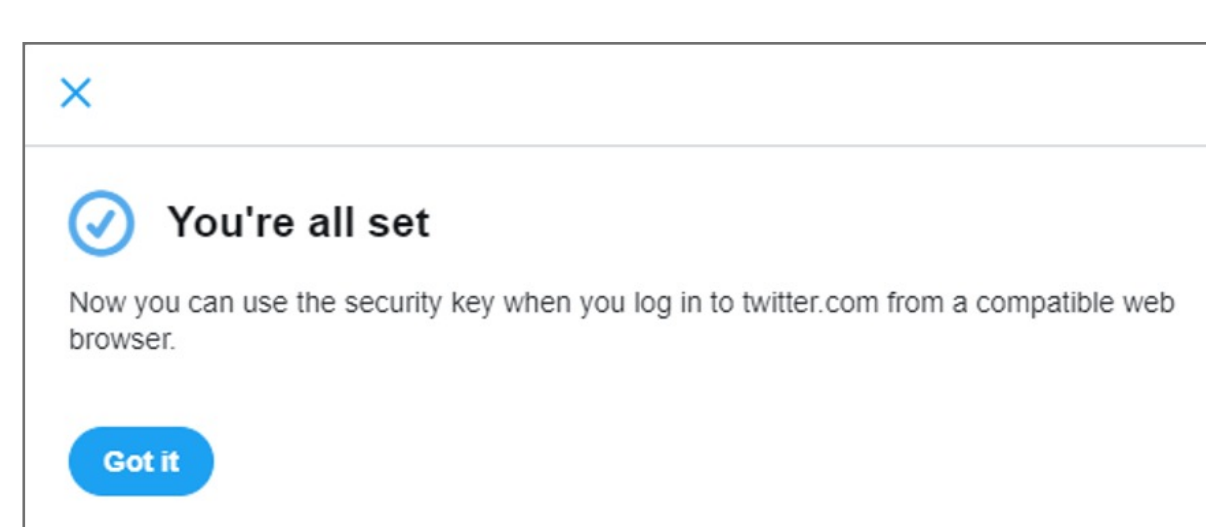 You're all set
Now you can use the security key when you log in to twitter.com from a compatible web
browser.
Got it